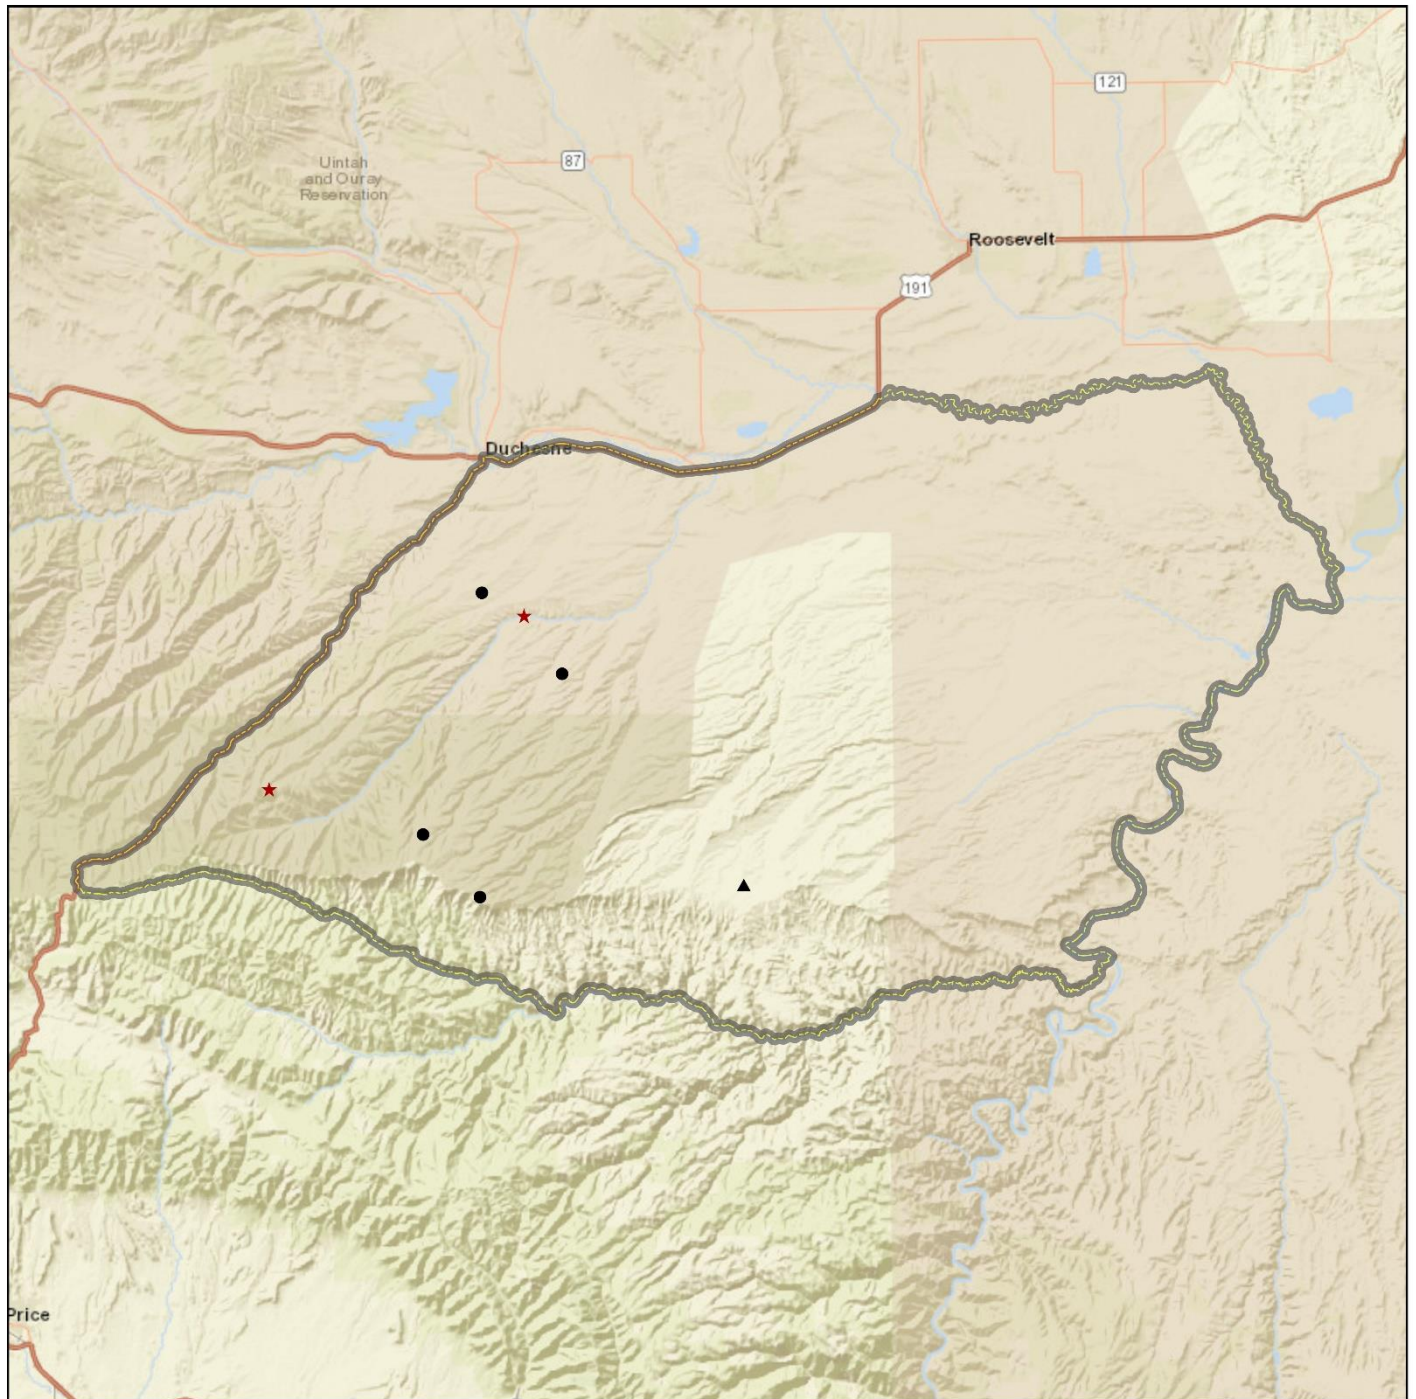 121
87
Uintah
and Ouray
Reservation
Roosevelt
191
Duchesne
Price